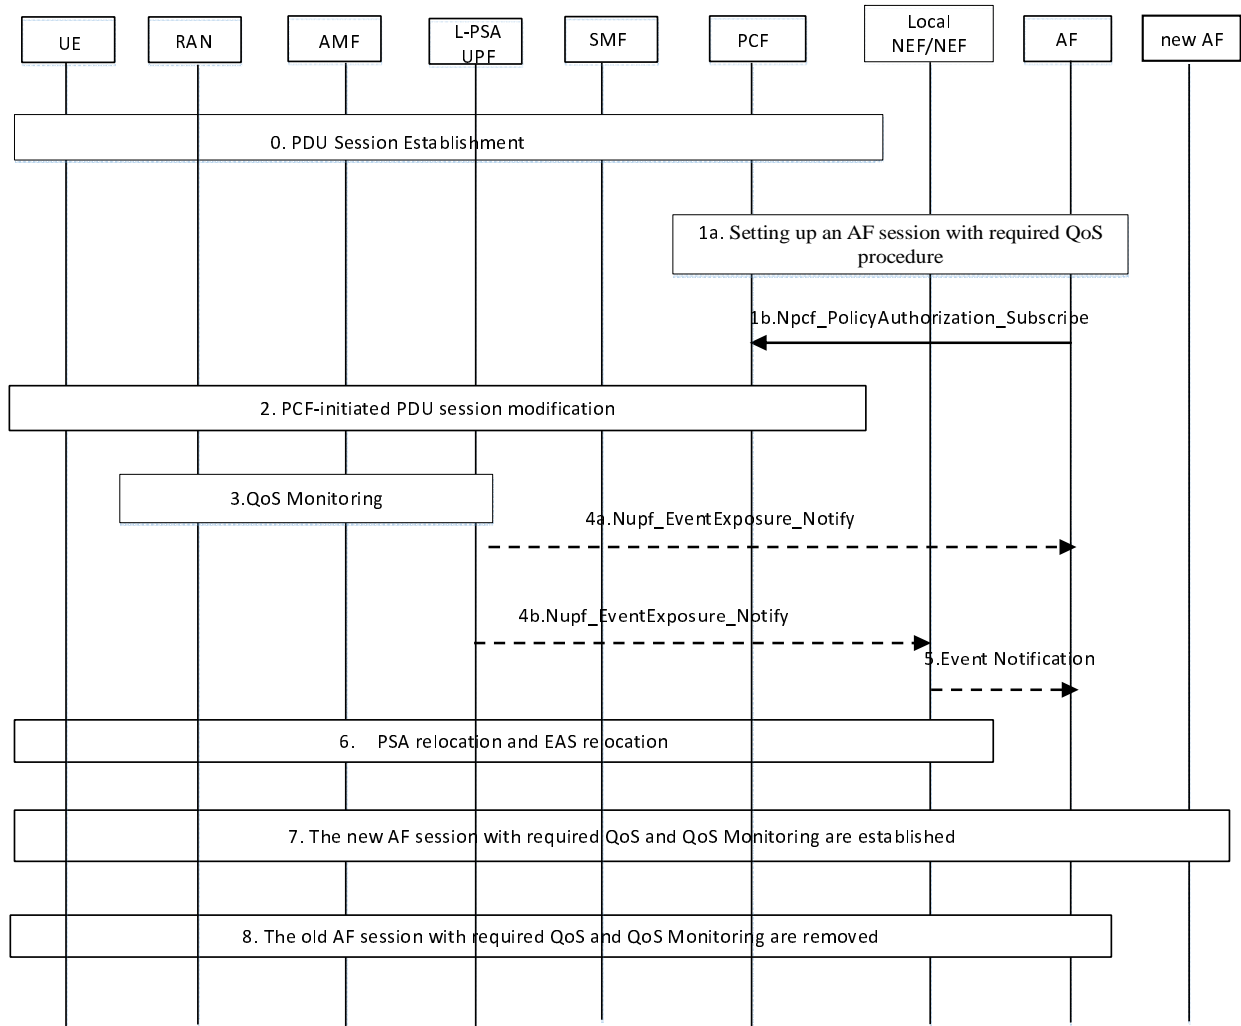 UE
RAN
AMF
L-PSA
UPF
SMF
PCF
Local
NEF/NEF
AF
new AF
0. PDU Session Establishment
1a. Setting up an AF session with required QoS
procedure
1b.Npcf_PolicyAuthorization_Subscribe
2. PCF-initiated PDU session modification
3.QoS Monitoring
4a.Nupf_EventExposure_Notify
4b.Nupf_EventExposure_Notify
5.Event Notification
6. PSA relocation and EAS relocation
7. The new AF session with required QoS and QoS Monitoring are established
8. The old AF session with required QoS and QoS Monitoring are removed